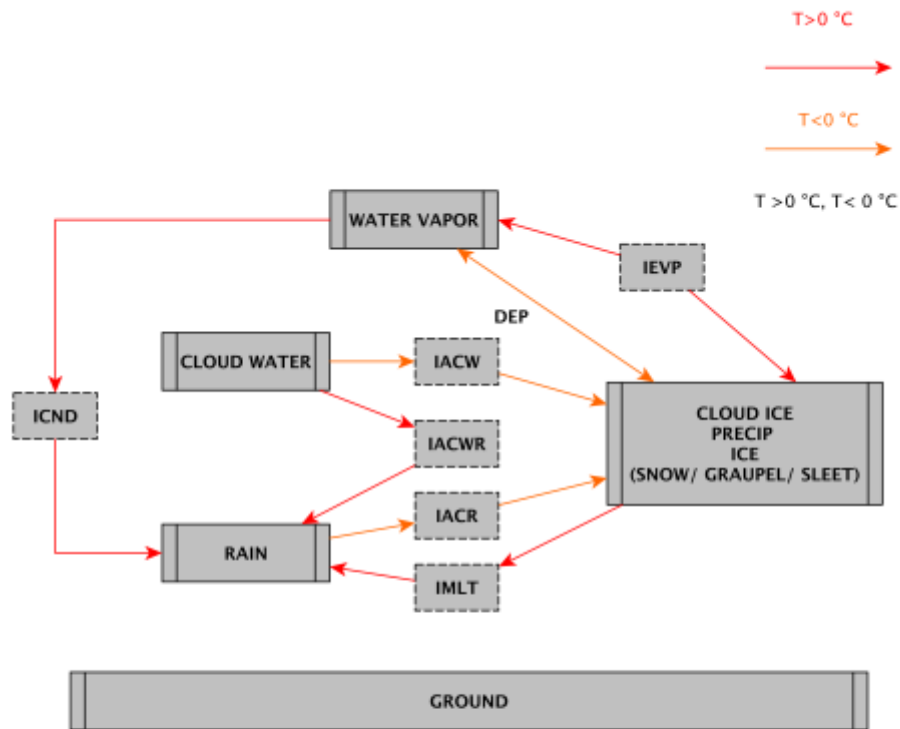 T>0 °C
T<0 °C
T >0 °C, T< 0 °C
WATER VAPOR
IEVP
DEP
CLOUD WATER
IACW
ICND
IACWR
CLOUD ICE
PRECIP
ICE
(SNOW/ GRAUPEL/ SLEET)
IACR
RAIN
IMLT
GROUND